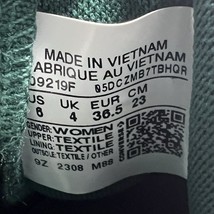 MADE IN VIETNAM
FABRIQUE AU VIETNAM
D9219F 05DCZMB7TBHQR
US UK EUR CM
6 4 36.5 23
GENDER: WOMEN
UPPER: TEXTILE
LINING: TEXTILE
OUTSOLE: TEXTILE / OTHER
9Z 2308 M88